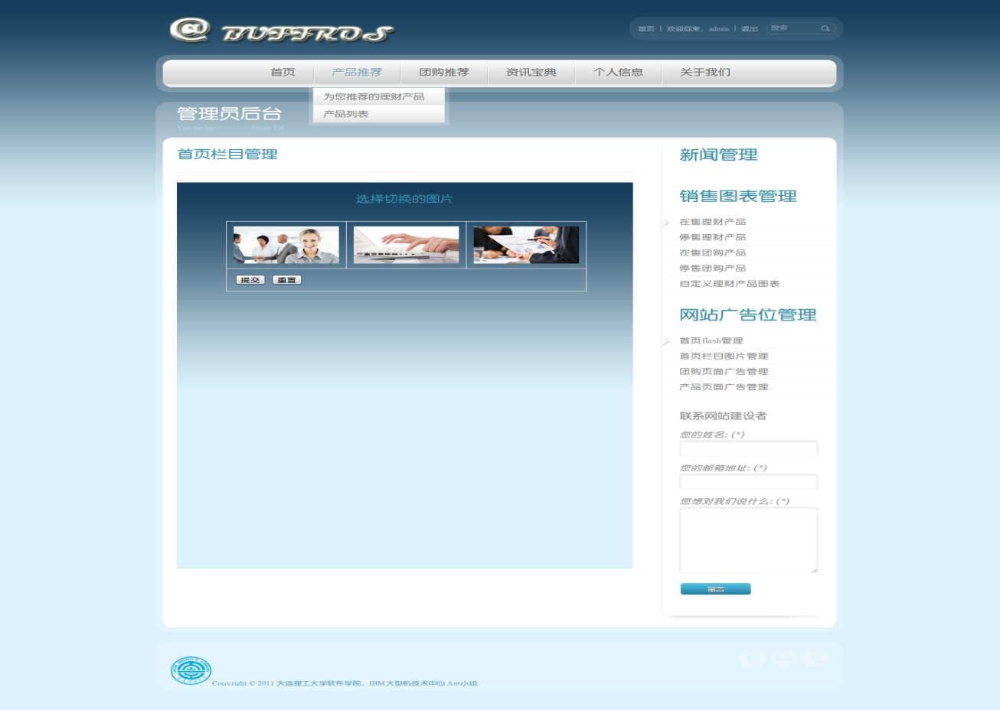 @ BUFFROS
首页 | 欢迎回来，admin | 退出 搜索
首页 产品推荐 团购推荐 资讯宝典 个人信息 关于我们
为您推荐的理财产品
产品列表
管理员后台
You are here: About Us
首页栏目管理
选择切换的图片
提交 重置
新闻管理
销售图表管理
在售理财产品
停售理财产品
在售团购产品
停售团购产品
自定义理财产品图表
网站广告位管理
首页flash管理
首页栏目图片管理
团购页面广告管理
产品页面广告管理
联系网站建设者
您的姓名: (*)
您的邮箱地址: (*)
您想对我们说什么: (*)
留言
Copyright © 2011 大连理工大学软件学院，IBM大型机技术中心 Ant小组.